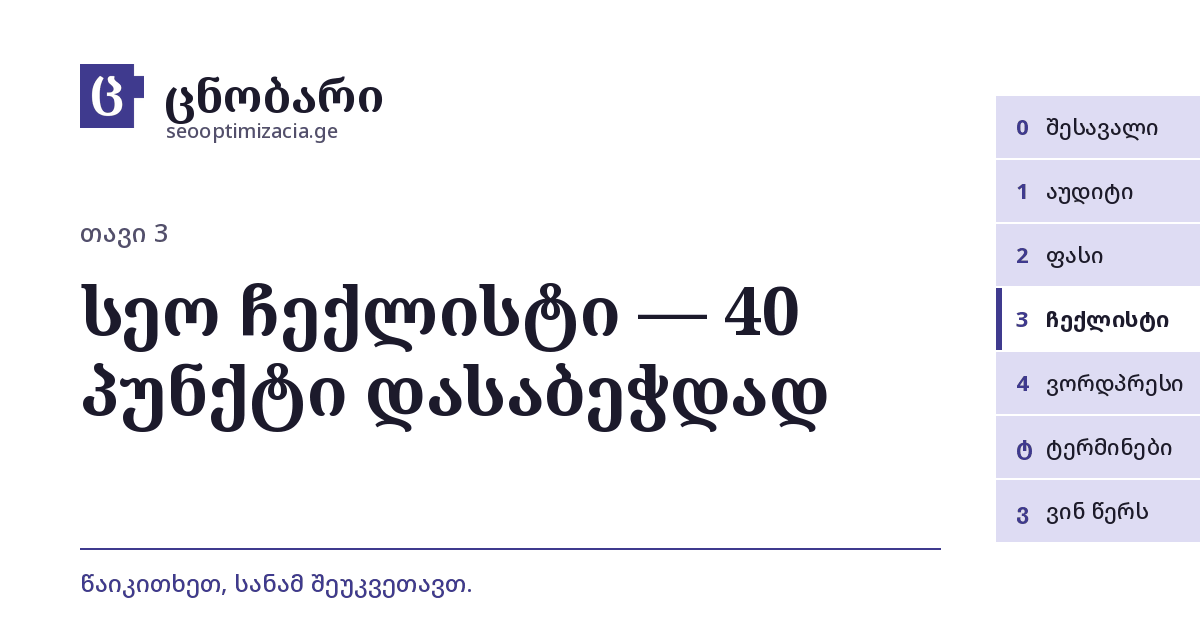 ც
ცნობარი
seooptimizacia.ge
თავი 3
სეო ჩექლისტი — 40
პუნქტი დასაბეჭდად
წაიკითხეთ, სანამ შეუკვეთავთ.
0 შესავალი
1 აუდიტი
2 ფასი
3 ჩექლისტი
4 ვორდპრესი
ტ ტერმინები
ვ ვინ წერს